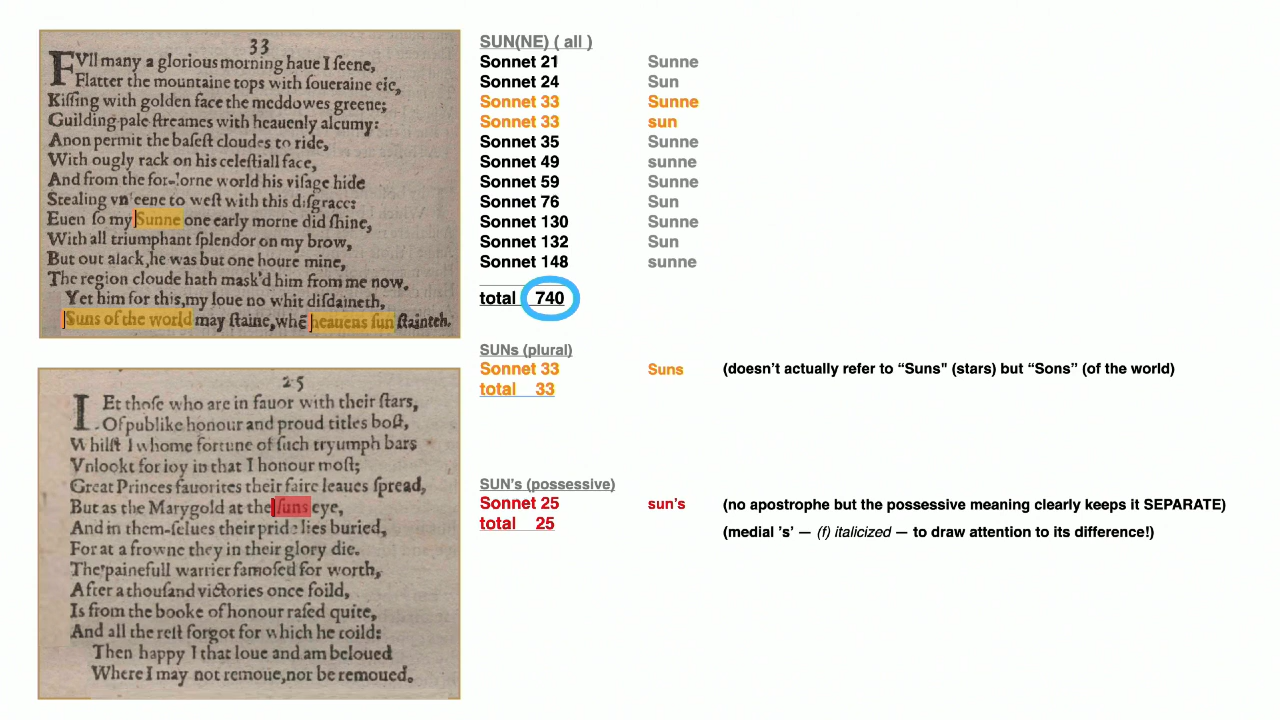 33
FVll many a glorious morning haue I ſeene,
Flatter the mountaine tops with ſoueraine eie,
Kiſſing with golden face the meddowes greene;
Guilding pale ſtreames with heauenly alcumy:
Anon permit the baſeſt cloudes to ride,
With ougly rack on his celeſtiall face,
And from the for-lorne world his viſage hide
Stealing vnſeene to weſt with this diſgrace:
Euen ſo my Sunne one early morne did ſhine,
With all triumphant ſplendor on my brow,
But out alack,he was but one houre mine,
The region cloude hath mask'd him from me now.
Yet him for this,my loue no whit diſdaineth,
Suns of the world may ſtaine,whē heauens ſun ſtainteh.
25
LEt thoſe who are in fauor with their ſtars,
Of publike honour and proud titles boſt,
Whilſt I whome fortune of ſuch tryumph bars
Vnlookt for ioy in that I honour moſt;
Great Princes fauorites their faire leaues ſpread,
But as the Marygold at the ſuns eye,
And in them-ſelues their pride lies buried,
For at a frowne they in their glory die.
The painefull warrier famoſed for worth,
After a thouſand victories once foild,
Is from the booke of honour raſed quite,
And all the reſt forgot for which he toild:
Then happy I that loue and am beloued
Where I may not remoue,nor be remoued.
SUN(NE) ( all )
Sonnet 21 Sunne
Sonnet 24 Sun
Sonnet 33 Sunne
Sonnet 33 sun
Sonnet 35 Sunne
Sonnet 49 sunne
Sonnet 59 Sunne
Sonnet 76 Sun
Sonnet 130 Sunne
Sonnet 132 Sun
Sonnet 148 sunne
total 740
SUNs (plural)
Sonnet 33 Suns (doesn't actually refer to “Suns" (stars) but “Sons” (of the world)
total 33
SUN's (possessive)
Sonnet 25 sun's (no apostrophe but the possessive meaning clearly keeps it SEPARATE)
total 25
(medial 's' — (f) italicized — to draw attention to its difference!)